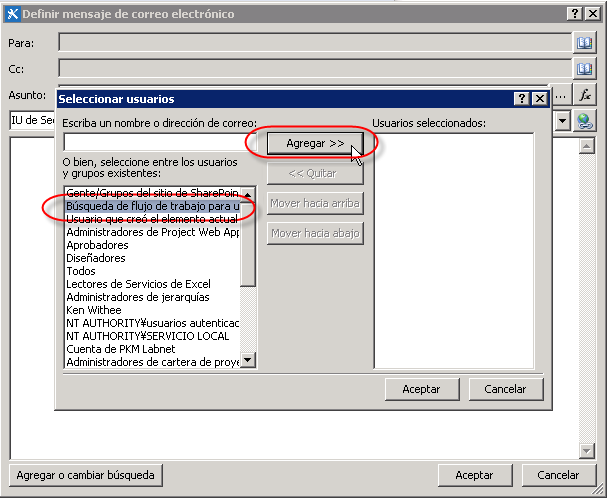 Definir mensaje de correo electrónico
Para:
Cc:
Asunto:
... fx
IU de Sec
Seleccionar usuarios
Escriba un nombre o dirección de correo:
Agregar >>
Usuarios seleccionados:
O bien, seleccione entre los usuarios
y grupos existentes:
<< Quitar
Mover hacia arriba
Mover hacia abajo
Gente/Grupos del sitio de SharePoin
Búsqueda de flujo de trabajo para u
Usuario que creó el elemento actual
Administradores de Project Web App
Aprobadores
Diseñadores
Todos
Lectores de Servicios de Excel
Administradores de jerarquías
Ken Withee
NT AUTHORITY¥usuarios autenticac
NT AUTHORITY¥SERVICIO LOCAL
Cuenta de PKM Labnet
Administradores de cartera de proye
Aceptar
Cancelar
Agregar o cambiar búsqueda
Aceptar
Cancelar